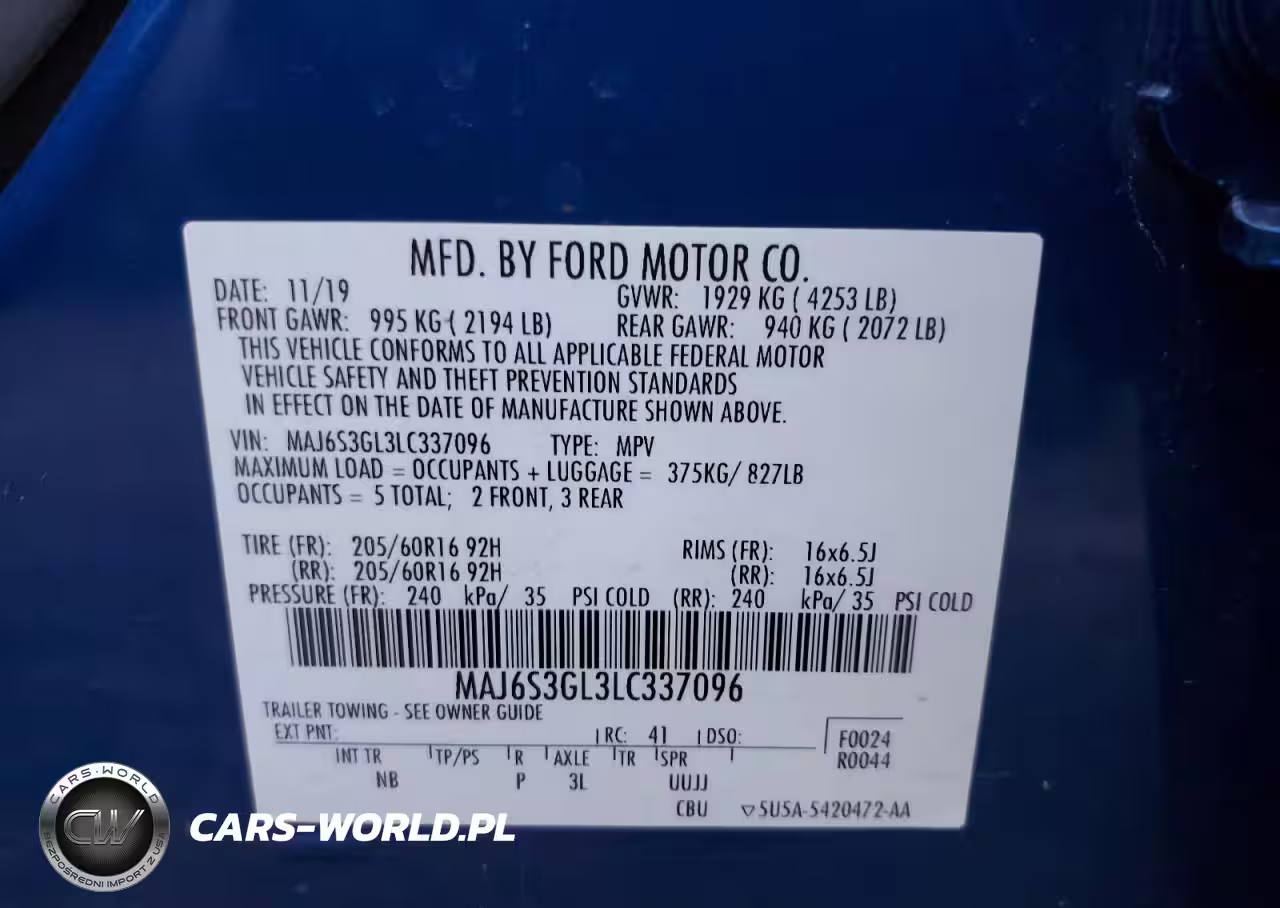 MFD. BY FORD MOTOR CO.
DATE: 11/19 GVWR: 1929 KG ( 4253 LB)
FRONT GAWR: 995 KG ( 2194 LB) REAR GAWR: 940 KG ( 2072 LB)
THIS VEHICLE CONFORMS TO ALL APPLICABLE FEDERAL MOTOR
VEHICLE SAFETY AND THEFT PREVENTION STANDARDS
IN EFFECT ON THE DATE OF MANUFACTURE SHOWN ABOVE.
VIN: MAJ6S3GL3LC337096 TYPE: MPV
MAXIMUM LOAD = OCCUPANTS + LUGGAGE = 375KG/ 827LB
OCCUPANTS = 5 TOTAL; 2 FRONT, 3 REAR
TIRE (FR): 205/60R16 92H RIMS (FR): 16x6.5J
(RR): 205/60R16 92H (RR): 16x6.5J
PRESSURE (FR): 240 kPa/ 35 PSI COLD (RR): 240 kPa/ 35 PSI COLD
MAJ6S3GL3LC337096
TRAILER TOWING - SEE OWNER GUIDE
EXT PNT: RC: 41 DSO: F0024
INT TR TP/PS R AXLE TR SPR R0044
NB P 3L UUJJ
CBU ▽5U5A-5420472-AA
CARS-WORLD
CW
BEZPOŚREDNI IMPORT Z USA
CARS-WORLD.PL